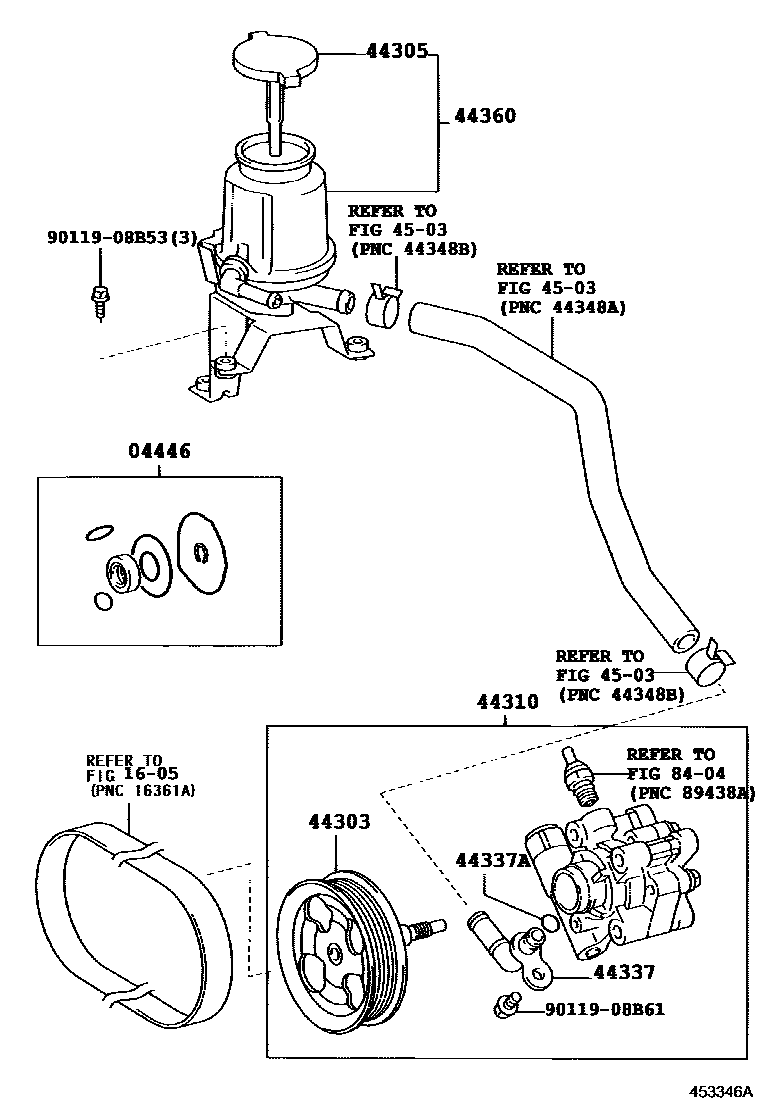 44305
44360
REFER TO
FIG 45-03
(PNC 44348B)
90119-08B53(3)
REFER TO
FIG 45-03
(PNC 44348A)
04446
REFER TO
FIG 45-03
(PNC 44348B)
44310
REFER TO
FIG 16-05
(PNC 16361A)
REFER TO
FIG 84-04
(PNC 89438A)
44303
44337A
44337
90119-08B61
453346A